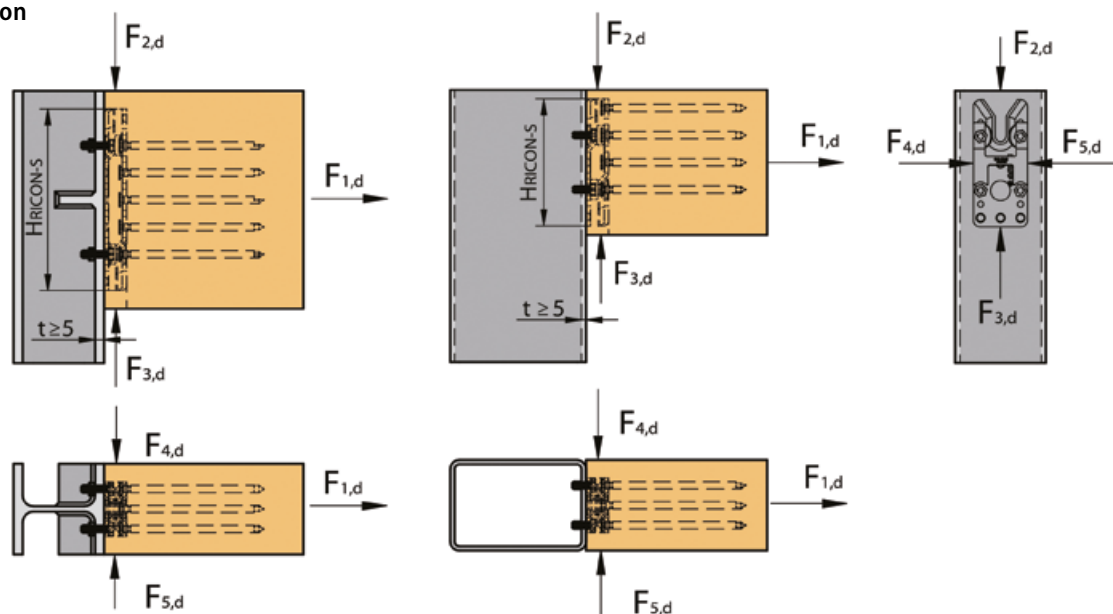 on
F2,d
F2,d
F2,d
HRICON-S
F1,d
HRICON-S
F1,d
F4,d
F5,d
F3,d
F3,d
t ≥ 5
t ≥ 5
F3,d
F4,d
F4,d
F1,d
F1,d
F5,d
F5,d